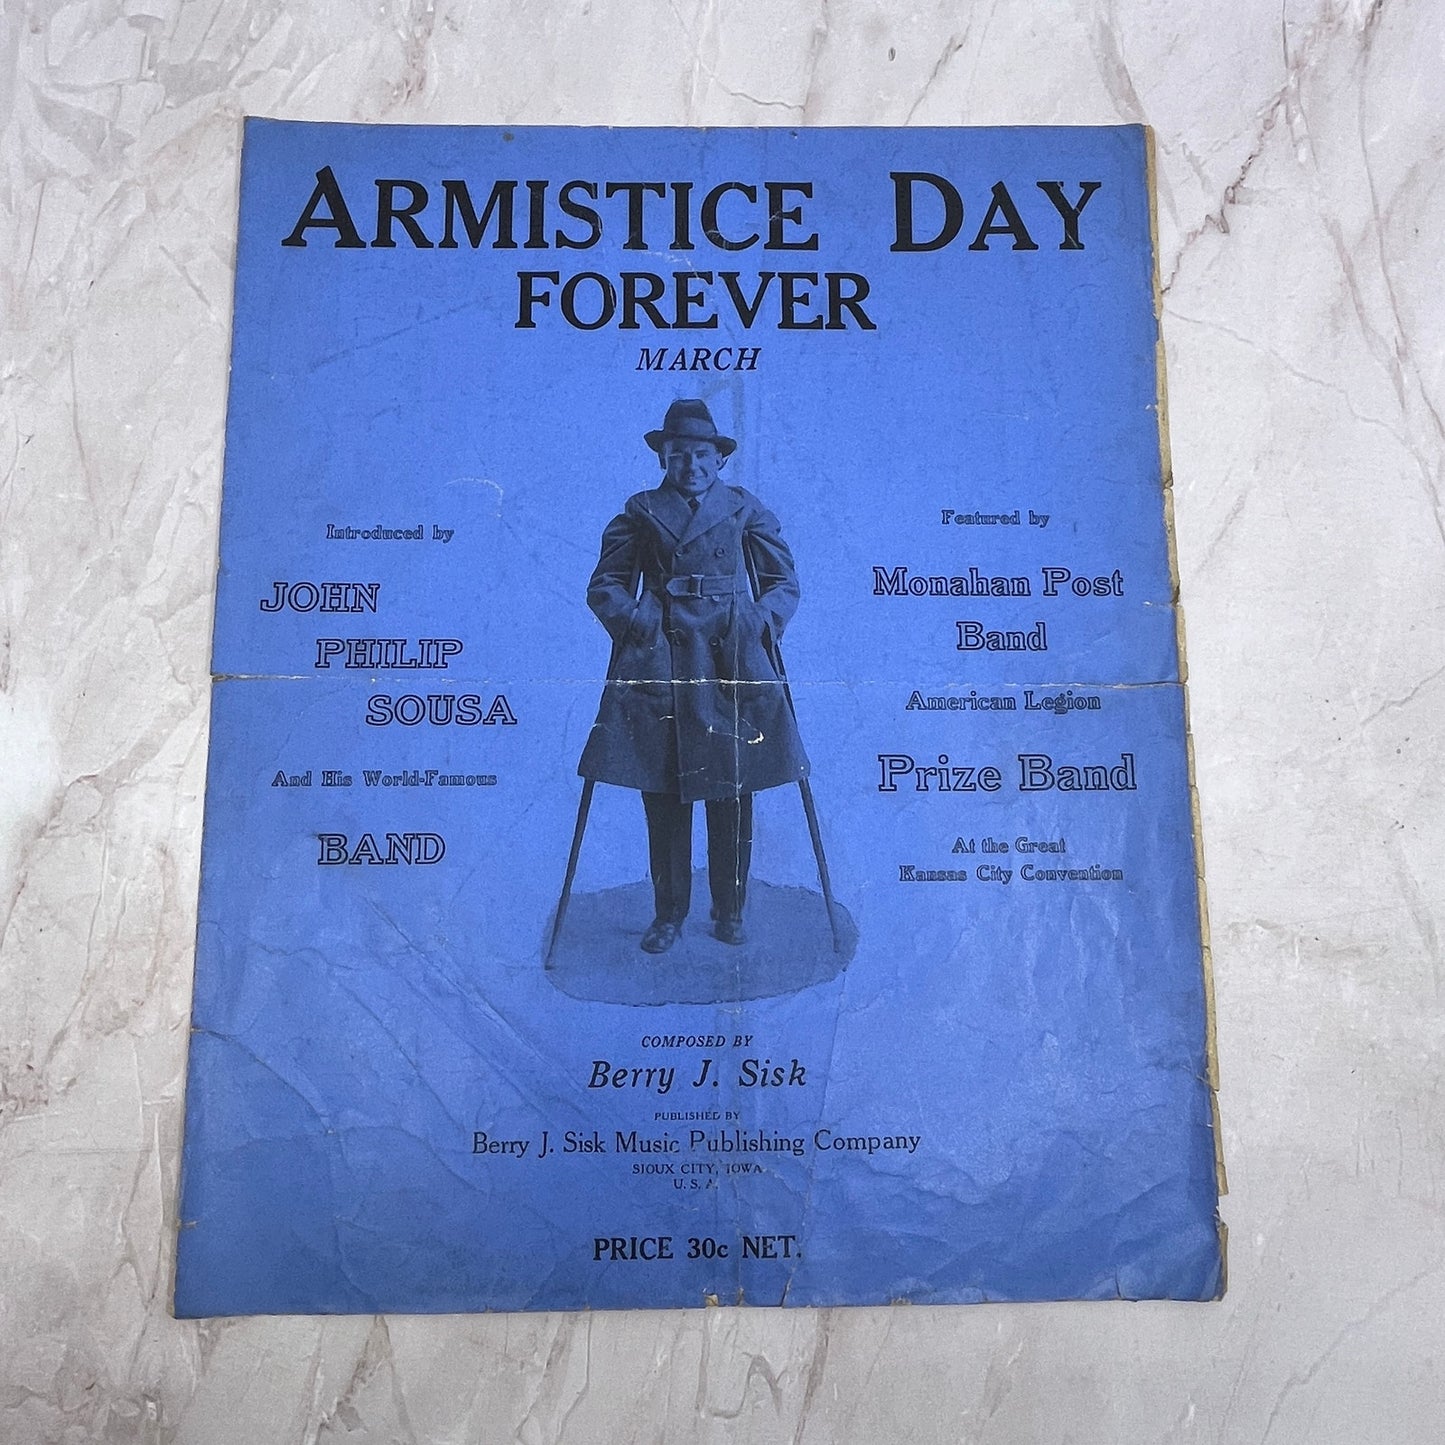 ARMISTICE DAY
FOREVER
MARCH
Introduced by
JOHN
PHILIP
SOUSA
And His World-Famous
BAND
Featured by
Monahan Post
Band
American Legion
Prize Band
At the Great
Kansas City Convention
COMPOSED BY
Berry J. Sisk
PUBLISHED BY
Berry J. Sisk Music Publishing Company
SIOUX CITY, IOWA
U. S. A.
PRICE 30c NET.